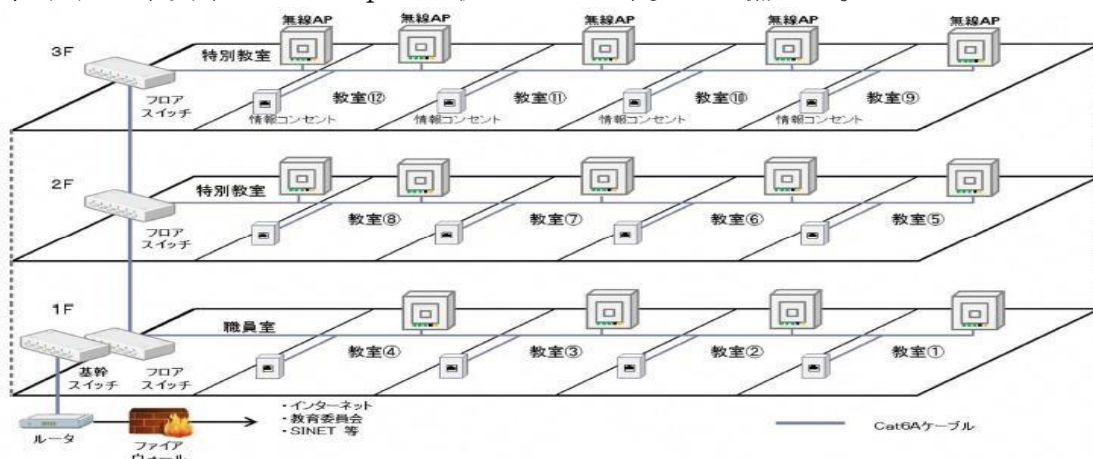 無線AP 無線AP 無線AP 無線AP 無線AP
3F
特別教室
フロア
スイッチ
教室⑫ 教室⑪ 教室⑩ 教室⑨
情報コンセント 情報コンセント 情報コンセント 情報コンセント
2F
特別教室
フロア
スイッチ
教室⑧ 教室⑦ 教室⑥ 教室⑤
1F
職員室
教室④ 教室③ 教室② 教室①
基幹
スイッチ
フロア
スイッチ
・インターネット
・教育委員会
・SINET 等
ルータ
ファイア
ウォール
Cat6Aケーブル